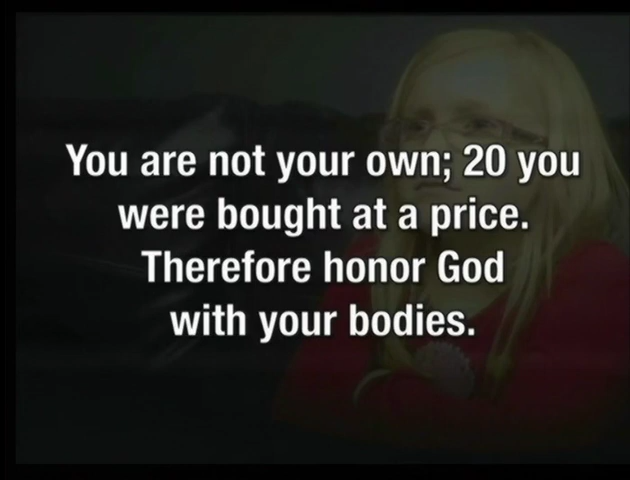 You are not your own; 20 you
were bought at a price.
Therefore honor God
with your bodies.